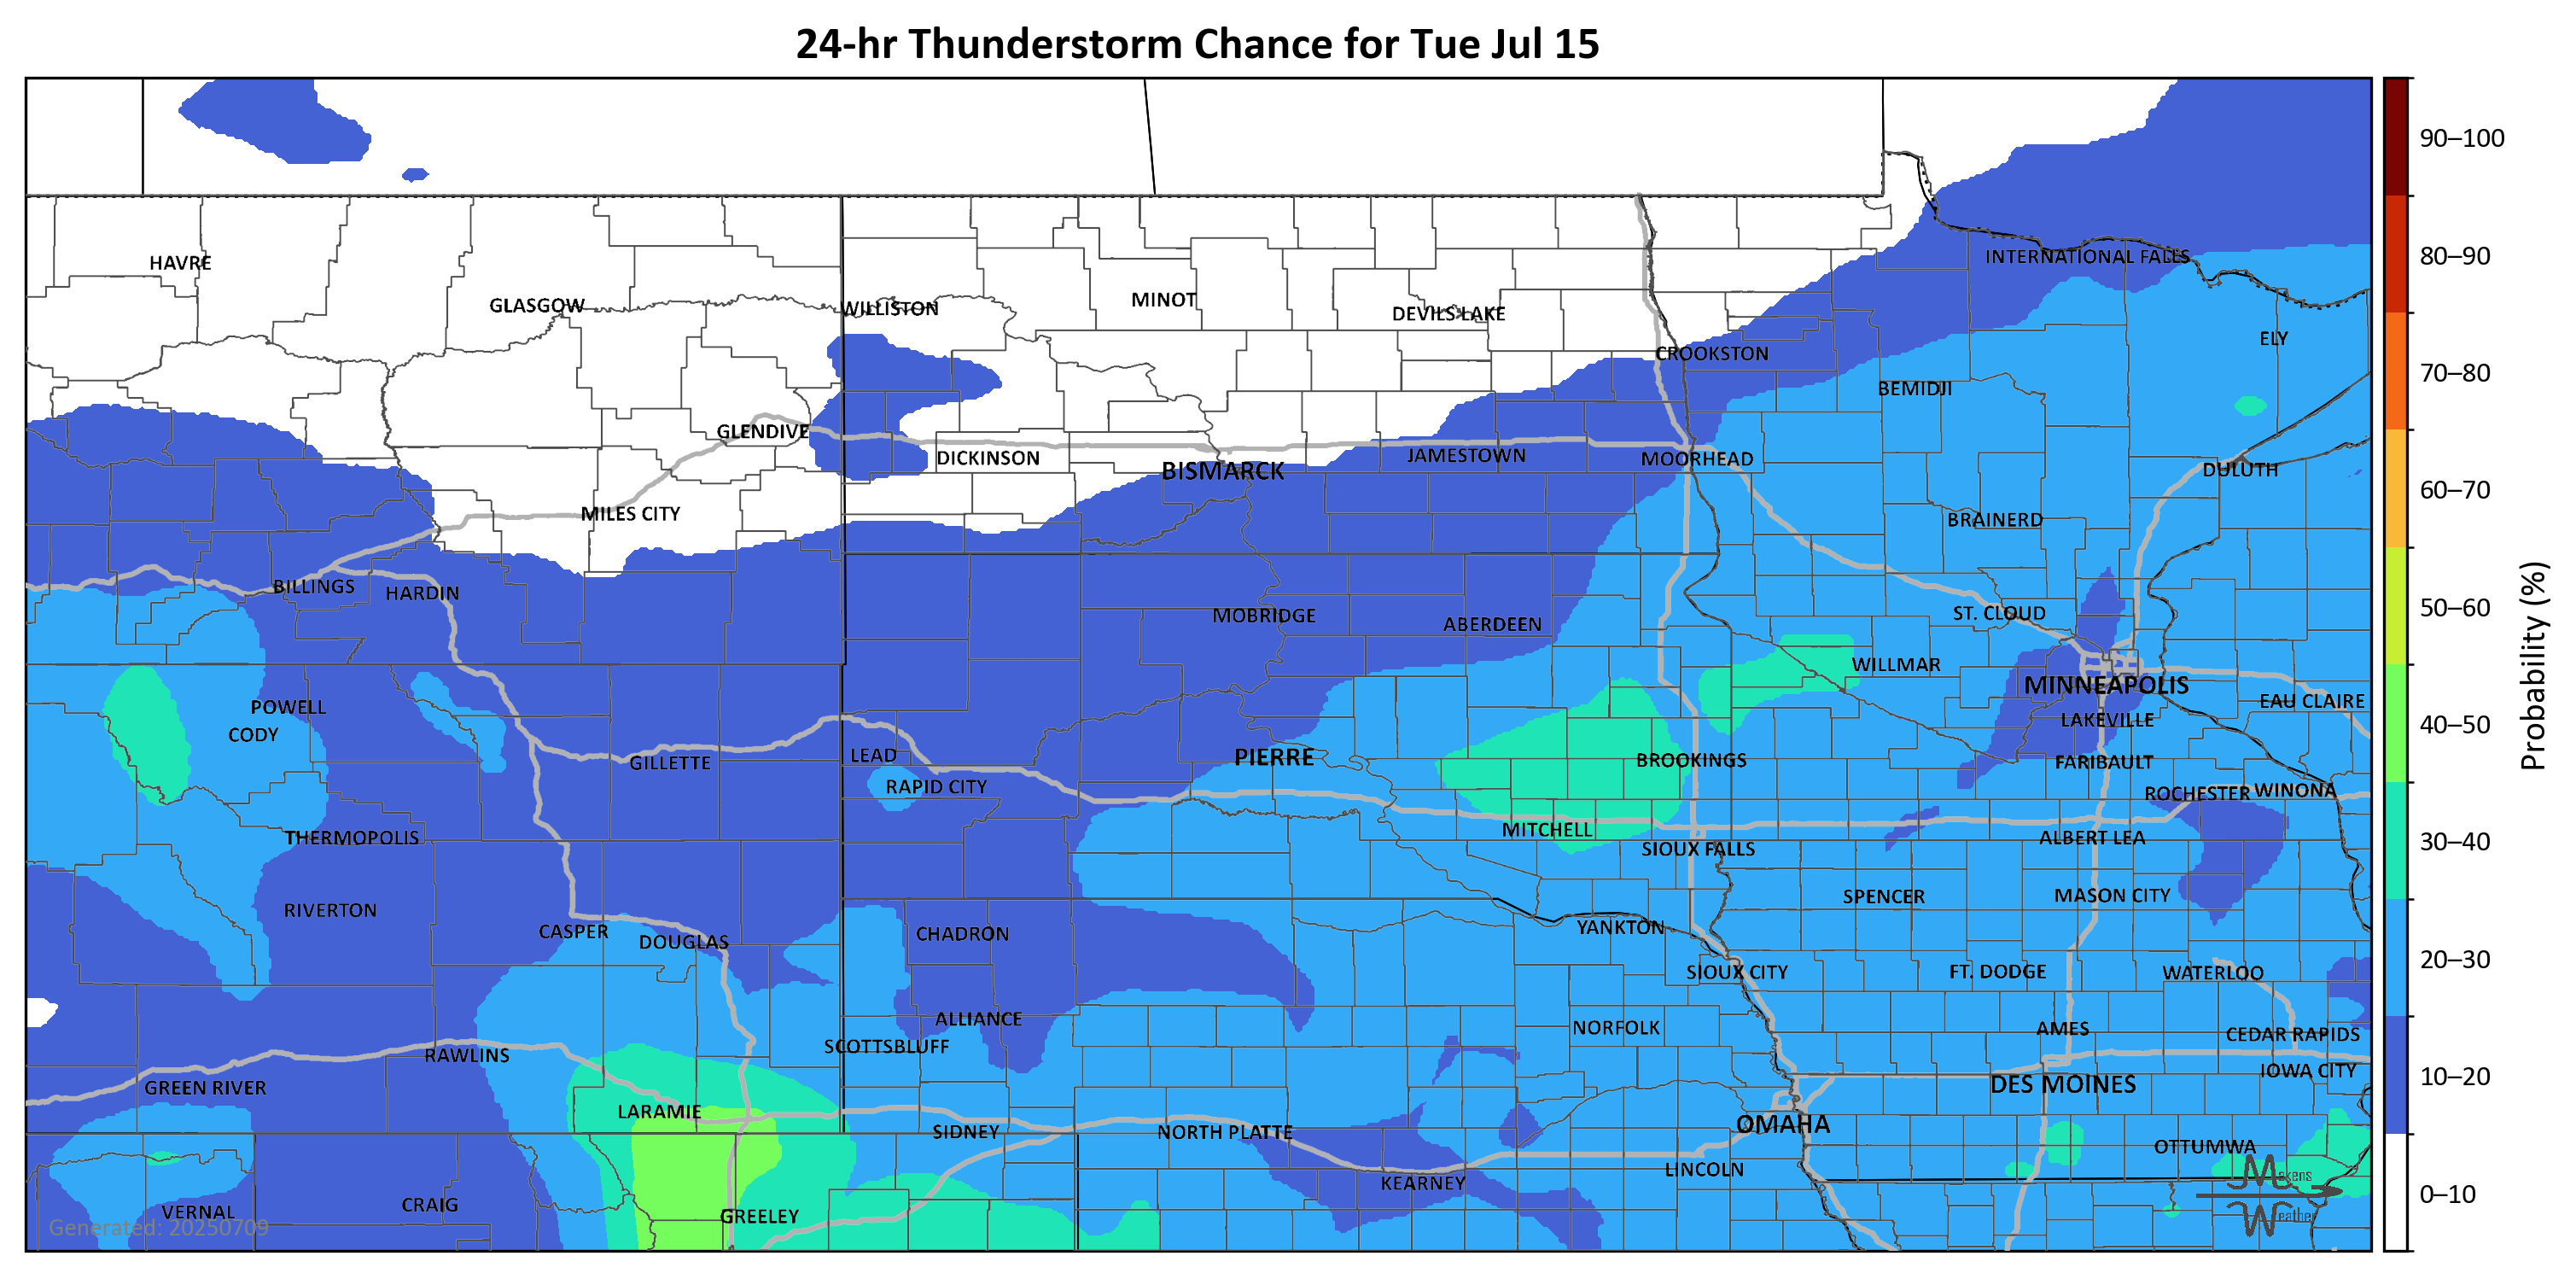 24-hr Thunderstorm Chance for Tue Jul 15
90–100
INTERNATIONAL FALLS
80–90
HAVRE
MINOT
GLASGOW
WILLISTON
DEVILS LAKE
ELY
CROOKSTON
70–80
BEMIDJI
GLENDIVE
DICKINSON
JAMESTOWN
MOORHEAD
BISMARCK
DULUTH
60–70
MILES CITY
BRAINERD
BILLINGS
HARDIN
MOBRIDGE
ABERDEEN
ST. CLOUD
50–60
WILLMAR
Probability (%)
MINNEAPOLIS
EAU CLAIRE
POWELL
LAKEVILLE
40–50
CODY
LEAD
PIERRE
GILLETTE
BROOKINGS
FARIBAULT
RAPID CITY
ROCHESTER
WINONA
MITCHELL
THERMOPOLIS
ALBERT LEA
30–40
SIOUX FALLS
SPENCER
MASON CITY
RIVERTON
CASPER
CHADRON
YANKTON
DOUGLAS
20–30
SIOUX CITY
FT. DODGE
WATERLOO
ALLIANCE
NORFOLK
AMES
CEDAR RAPIDS
SCOTTSBLUFF
RAWLINS
IOWA CITY
10–20
GREEN RIVER
DES MOINES
LARAMIE
OMAHA
SIDNEY
NORTH PLATTE
OTTUMWA
LINCOLN
Makens
KEARNEY
0–10
CRAIG
VERNAL
GREELEY
Weather
Generated: 20250709